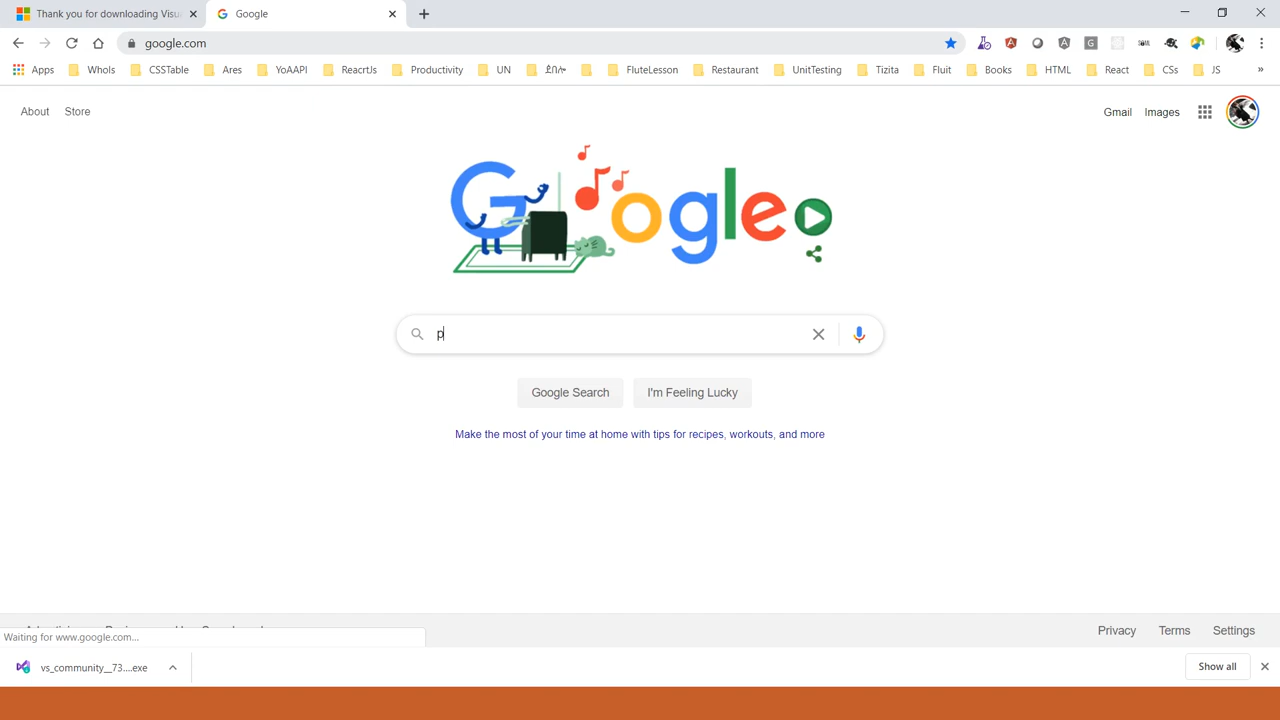 Thank you for downloading Visu
Google
google.com
Apps WhoIs CSSTable Ares YoAAPI ReacrtJs Productivity UN FluteLesson Restaurant UnitTesting Tizita Fluit Books HTML React CSs JS »
About Store
Gmail Images
Google
p
Google Search I'm Feeling Lucky
Make the most of your time at home with tips for recipes, workouts, and more
Privacy Terms Settings
Waiting for www.google.com...
vs_community__73....exe
Show all